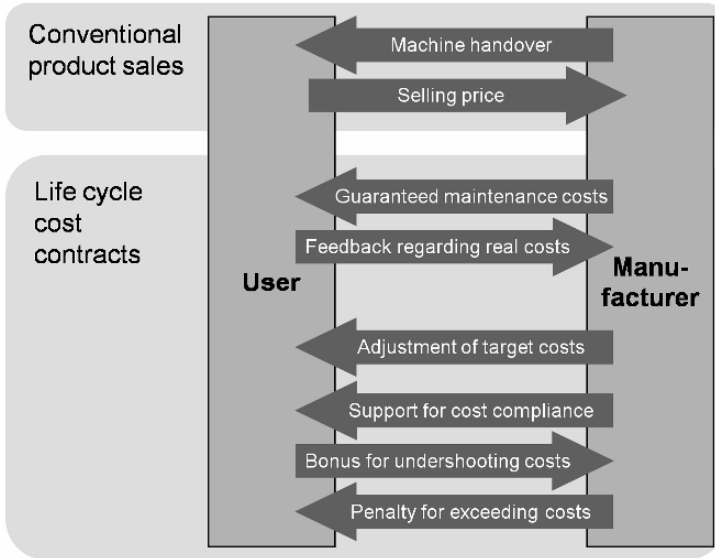 Conventional
product sales
Machine handover
Selling price
Life cycle
cost
contracts
Guaranteed maintenance costs
Feedback regarding real costs
User
Manu-
facturer
Adjustment of target costs
Support for cost compliance
Bonus for undershooting costs
Penalty for exceeding costs